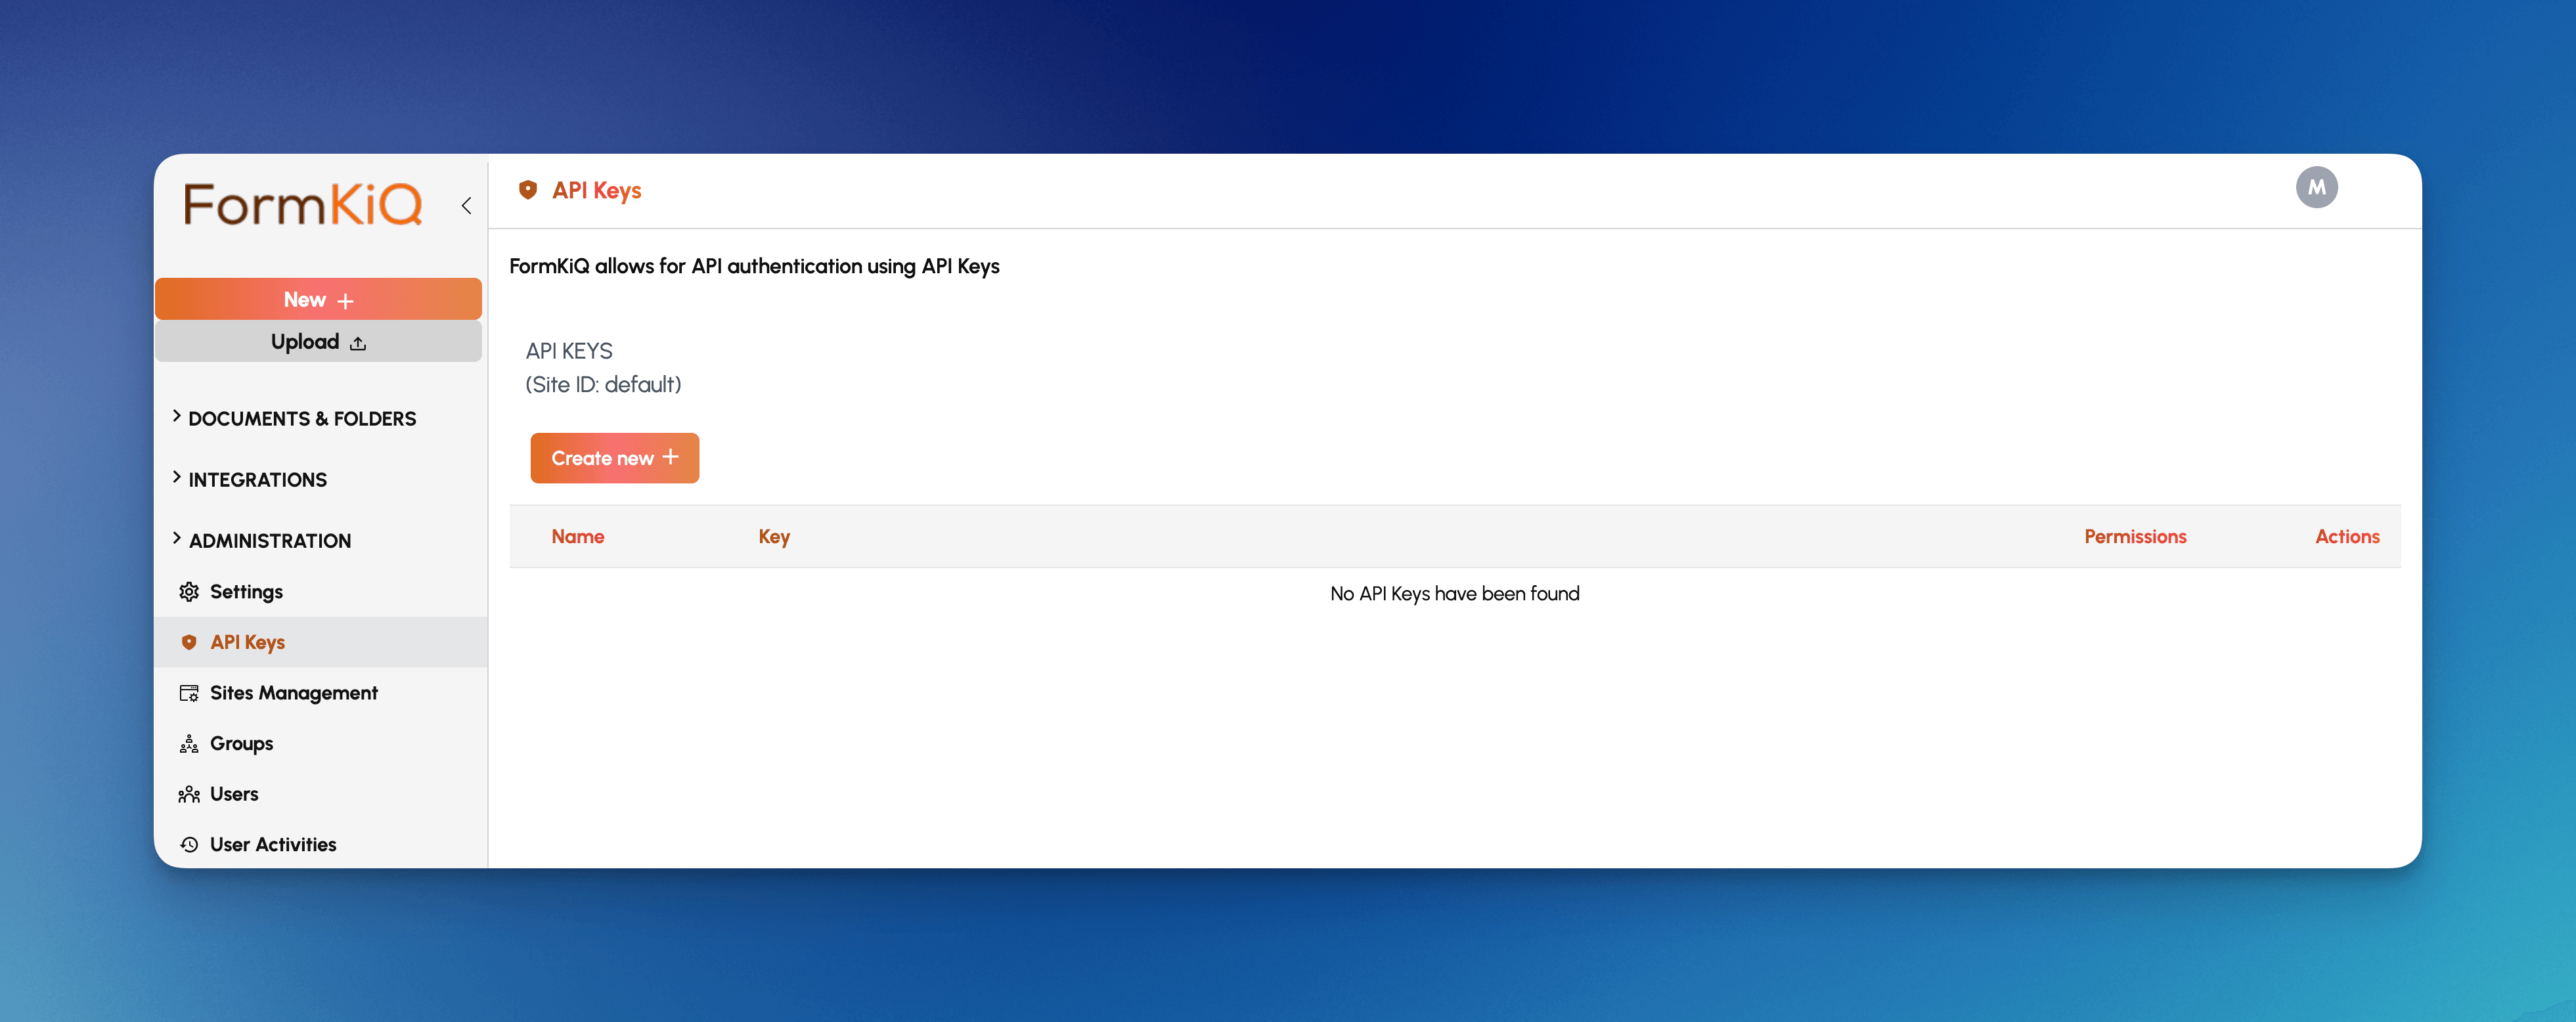 FormKiQ
New
Upload
DOCUMENTS & FOLDERS
INTEGRATIONS
ADMINISTRATION
Settings
API Keys
Sites Management
Groups
Users
User Activities
API Keys
M
FormKiQ allows for API authentication using API Keys
API KEYS
(Site ID: default)
Create new
Name Key Permissions Actions
No API Keys have been found